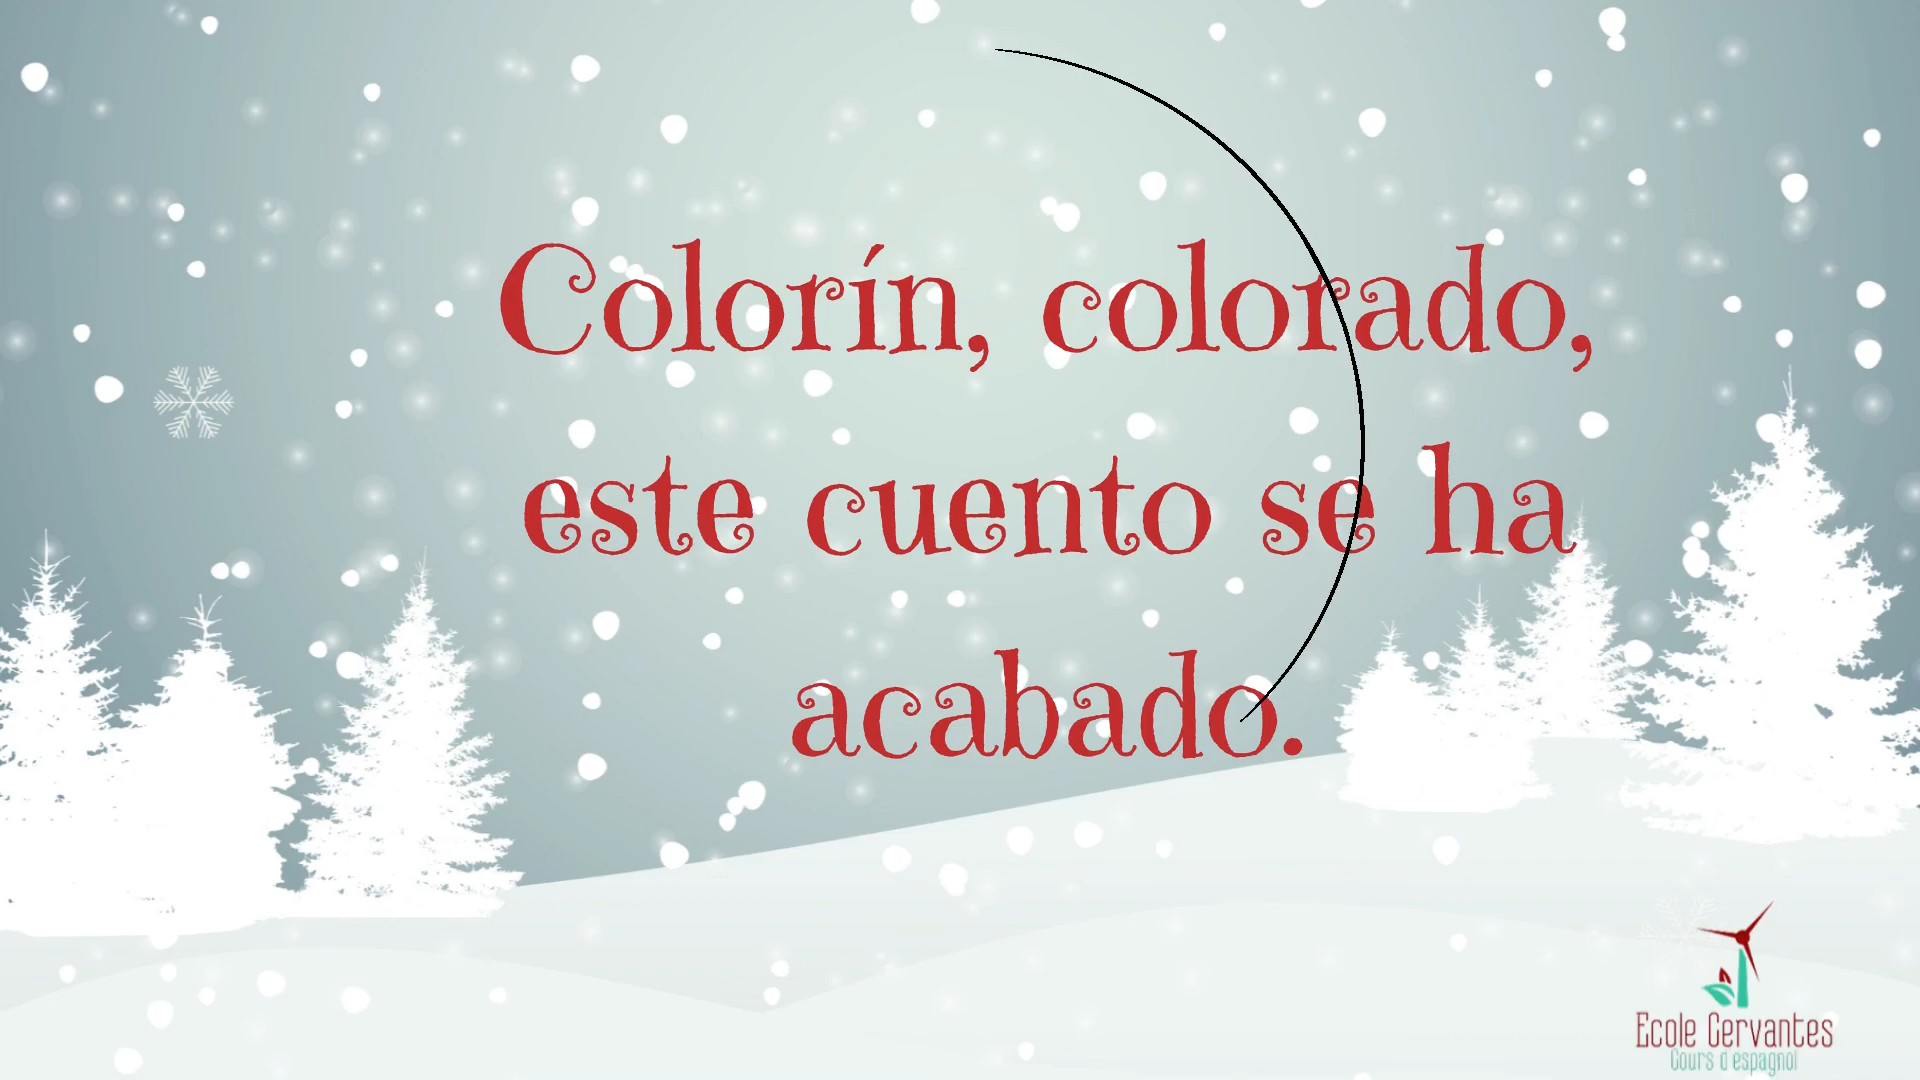 Colorín, colorado,
este cuento se ha
acabado.
Ecole Cervantes
Cours d'espagnol